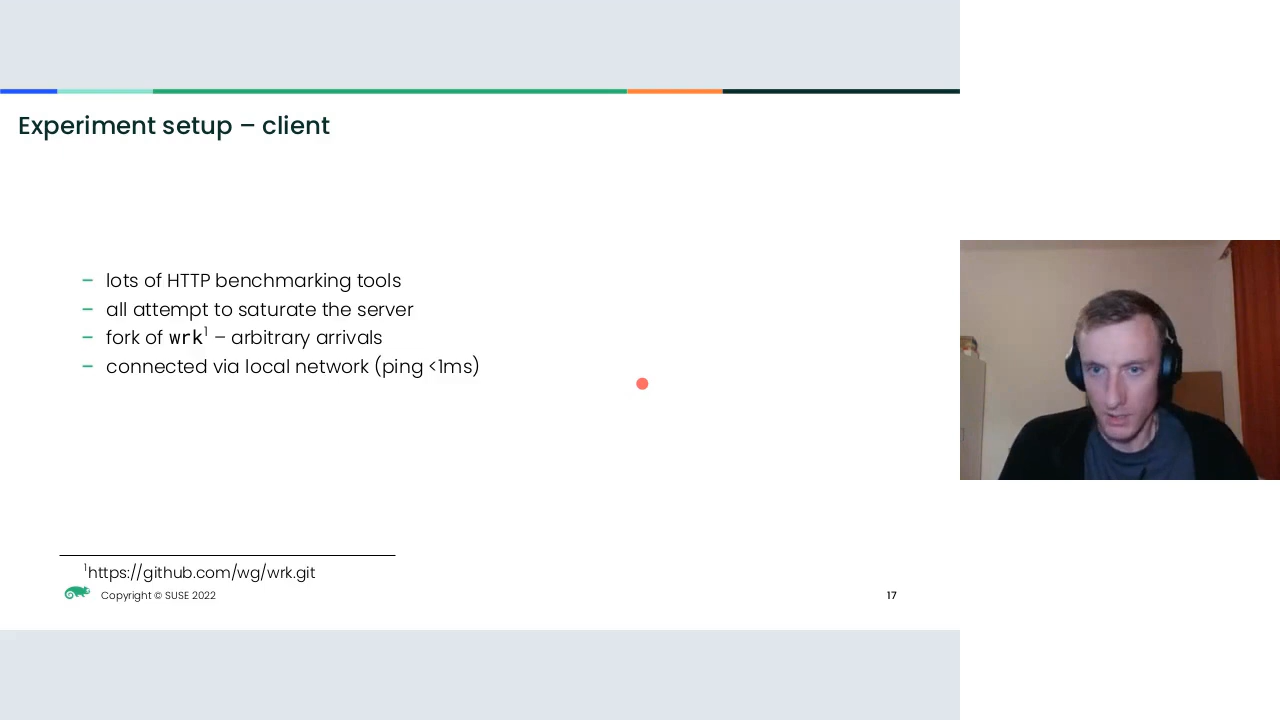 Experiment setup – client
– lots of HTTP benchmarking tools
– all attempt to saturate the server
– fork of wrk¹ – arbitrary arrivals
– connected via local network (ping <1ms)
¹https://github.com/wg/wrk.git
Copyright © SUSE 2022
17